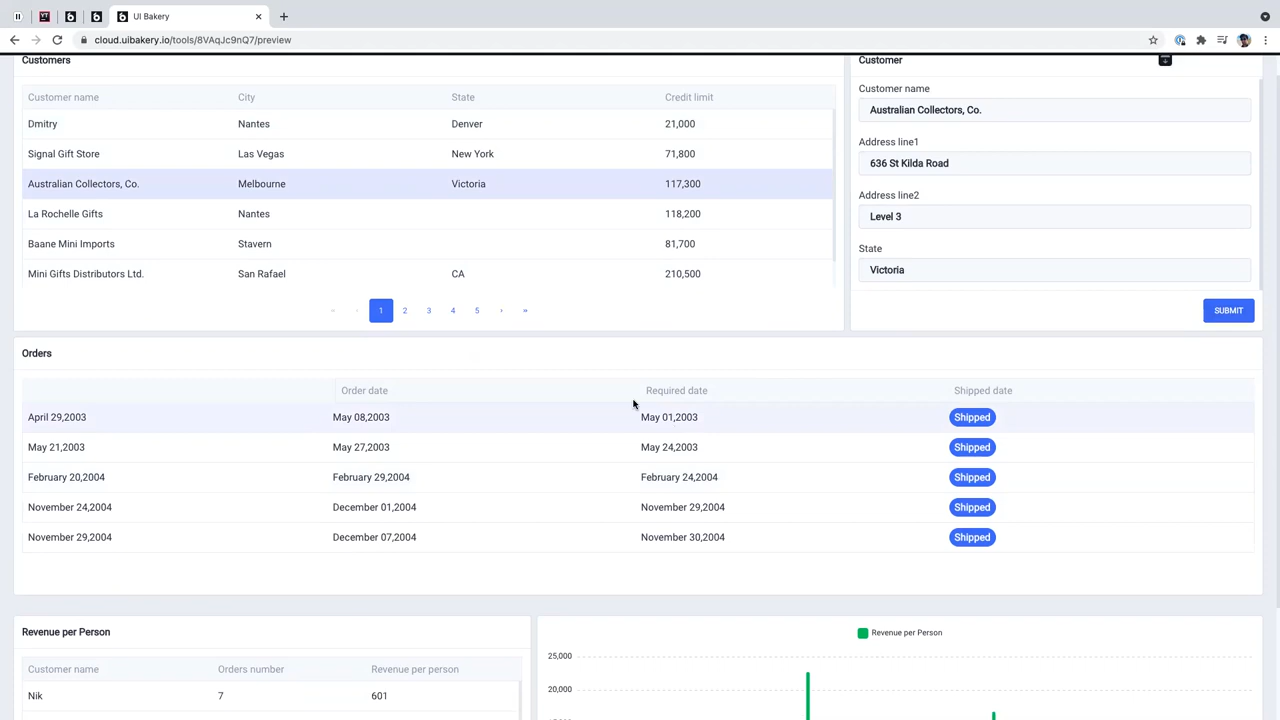 UI Bakery
cloud.uibakery.io/tools/8VAqJc9nQ7/preview
Customers
Customer name City State Credit limit
Dmitry Nantes Denver 21,000
Signal Gift Store Las Vegas New York 71,800
Australian Collectors, Co. Melbourne Victoria 117,300
La Rochelle Gifts Nantes 118,200
Baane Mini Imports Stavern 81,700
Mini Gifts Distributors Ltd. San Rafael CA 210,500
« ‹ 1 2 3 4 5 › »
Customer
Customer name
Australian Collectors, Co.
Address line1
636 St Kilda Road
Address line2
Level 3
State
Victoria
SUBMIT
Orders
Order date Required date Shipped date
April 29,2003 May 08,2003 May 01,2003 Shipped
May 21,2003 May 27,2003 May 24,2003 Shipped
February 20,2004 February 29,2004 February 24,2004 Shipped
November 24,2004 December 01,2004 November 29,2004 Shipped
November 29,2004 December 07,2004 November 30,2004 Shipped
Revenue per Person
Customer name Orders number Revenue per person
Nik 7 601
Revenue per Person
25,000
20,000